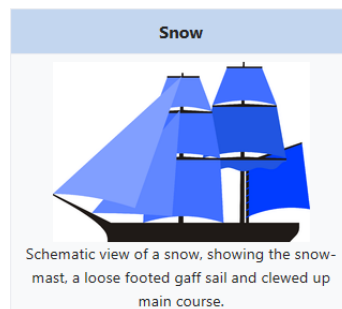 Snow
Schematic view of a snow, showing the snow-
mast, a loose footed gaff sail and clewed up
main course.